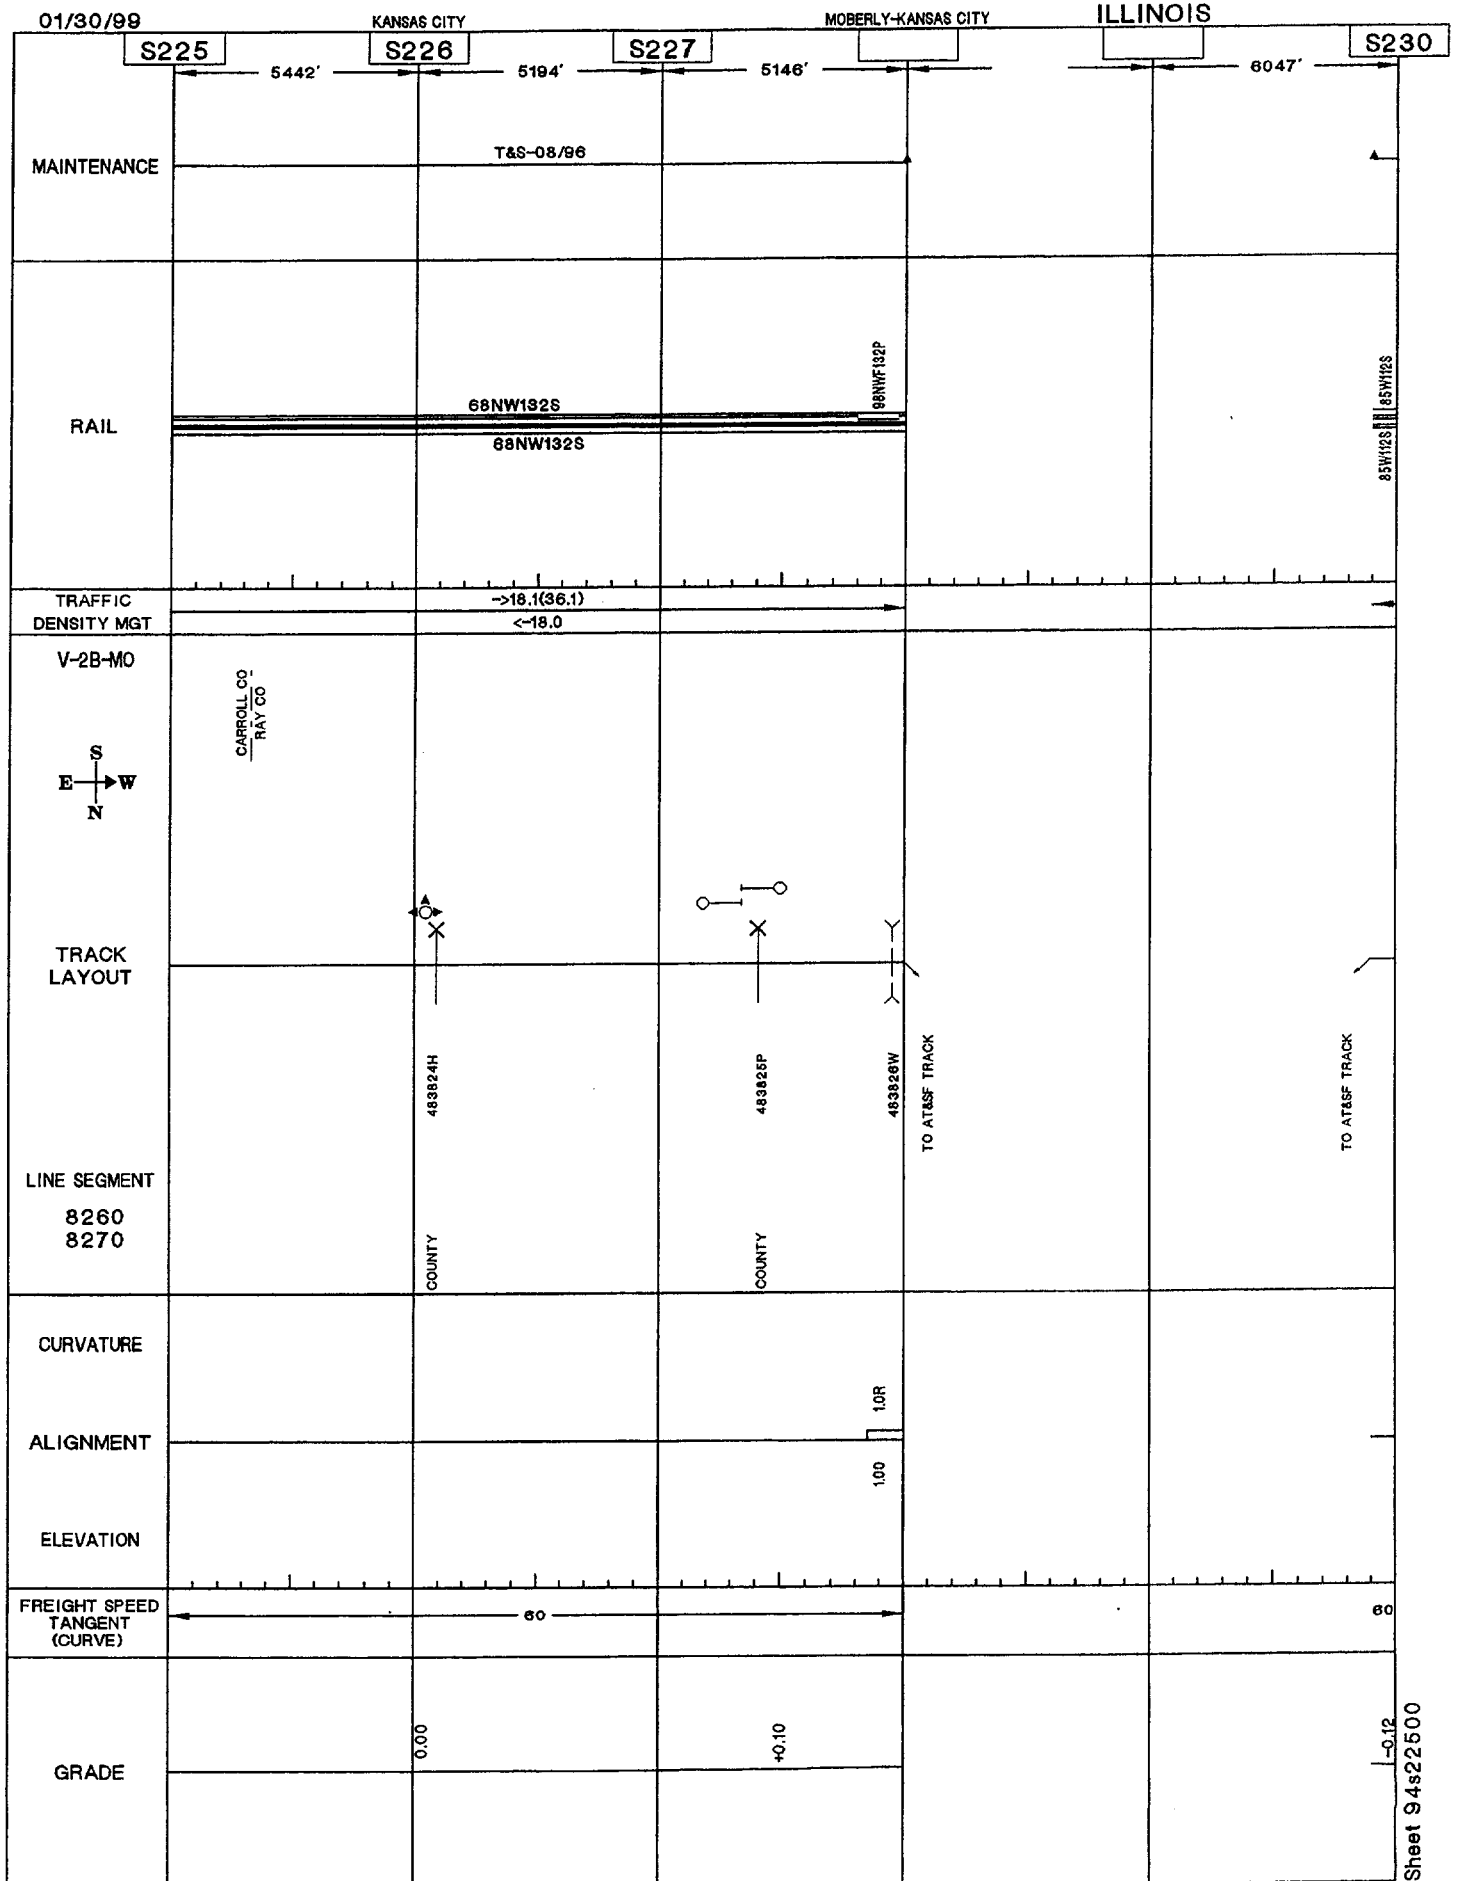 01/30/99
KANSAS CITY
MOBERLY-KANSAS CITY
ILLINOIS
S225
S226
S227
S230
5442'
5194'
5146'
6047'
MAINTENANCE
T&S-08/96
RAIL
68NW132S
68NW132S
98NWF132P
85W112S
85W112S
TRAFFIC
DENSITY MGT
->18.1(36.1)
<-18.0
V-2B-MO
CARROLL CO
RAY CO
S
E
W
N
TRACK
LAYOUT
483824H
483825P
483826W
TO AT&SF TRACK
TO AT&SF TRACK
LINE SEGMENT
8260
8270
COUNTY
COUNTY
CURVATURE
1.0R
ALIGNMENT
1.00
ELEVATION
FREIGHT SPEED
TANGENT
(CURVE)
60
60
GRADE
0.00
+0.10
-0.12
Sheet 94s22500